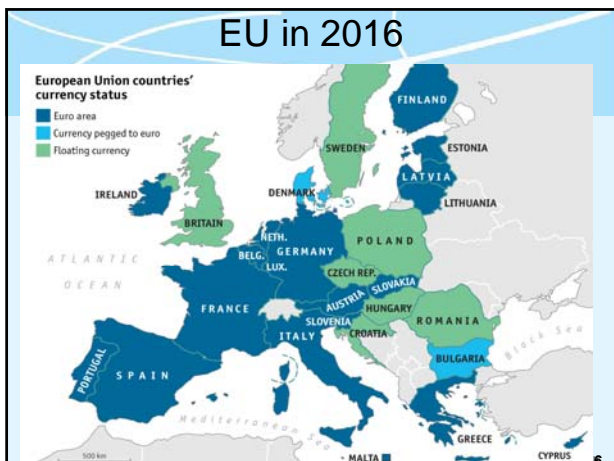 EU in 2016
European Union countries'
currency status
Euro area
Currency pegged to euro
Floating currency
FINLAND
SWEDEN
ESTONIA
LATVIA
LITHUANIA
DENMARK
IRELAND
BRITAIN
NETH.
BELG.
LUX.
GERMANY
POLAND
CZECH REP.
SLOVAKIA
AUSTRIA
HUNGARY
ATLANTIC
OCEAN
FRANCE
SLOVENIA
ROMANIA
CROATIA
ITALY
Black Sea
BULGARIA
PORTUGAL
SPAIN
Mediterranean Sea
GREECE
500 km
MALTA
CYPRUS